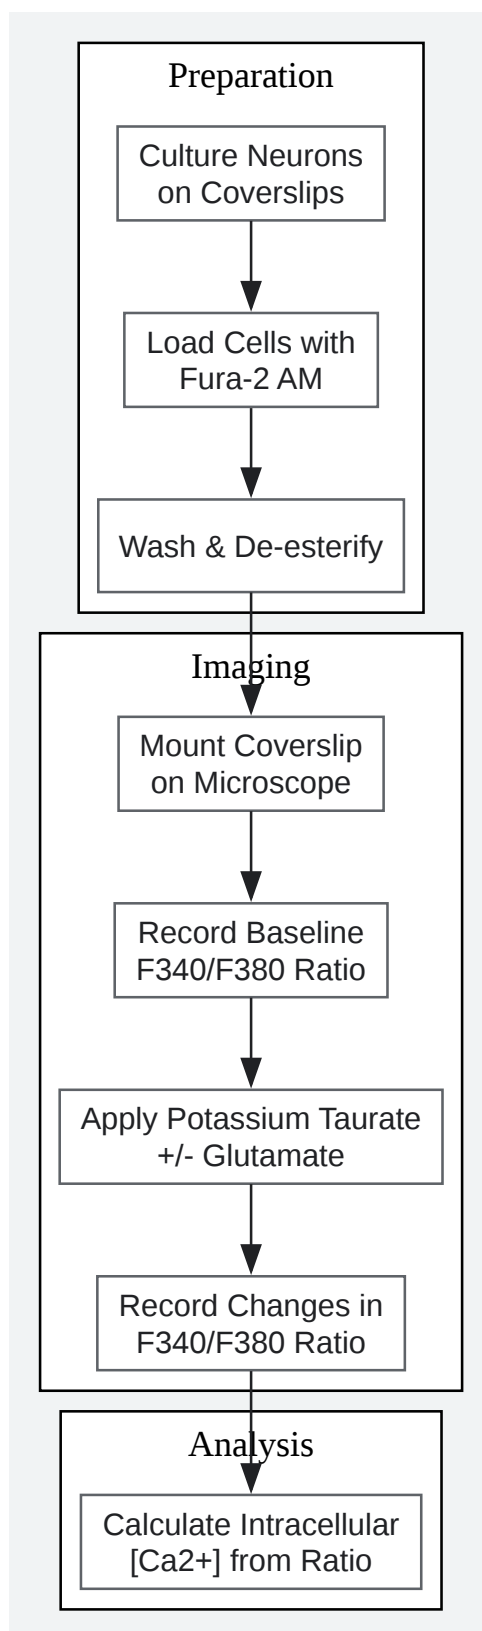 Preparation
Culture Neurons
on Coverslips
Load Cells with
Fura-2 AM
Wash & De-esterify
Imaging
Mount Coverslip
on Microscope
Record Baseline
F340/F380 Ratio
Apply Potassium Taurate
+/- Glutamate
Record Changes in
F340/F380 Ratio
Analysis
Calculate Intracellular
[Ca2+] from Ratio